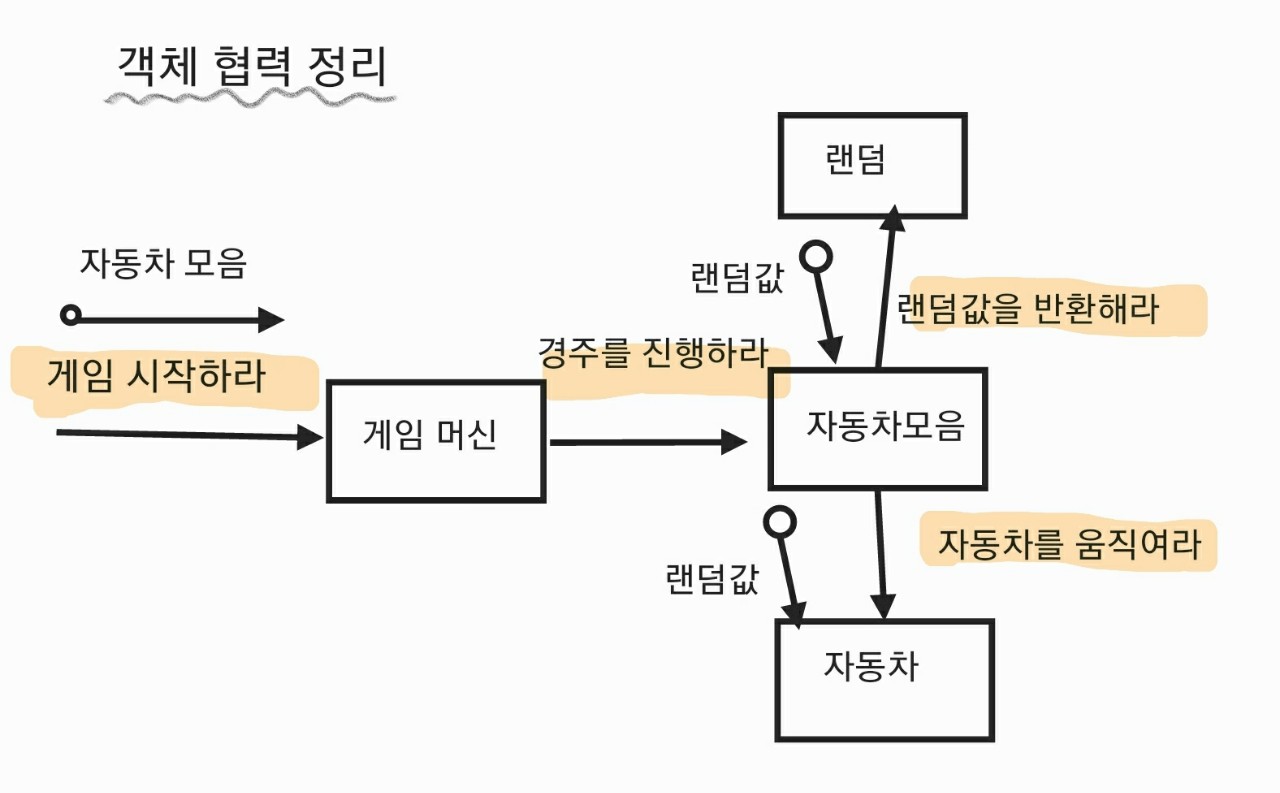 객체 협력 정리
랜덤
자동차 모음
랜덤값
랜덤값을 반환해라
게임 시작하라
경주를 진행하라
게임 머신
자동차모음
랜덤값
자동차를 움직여라
자동차